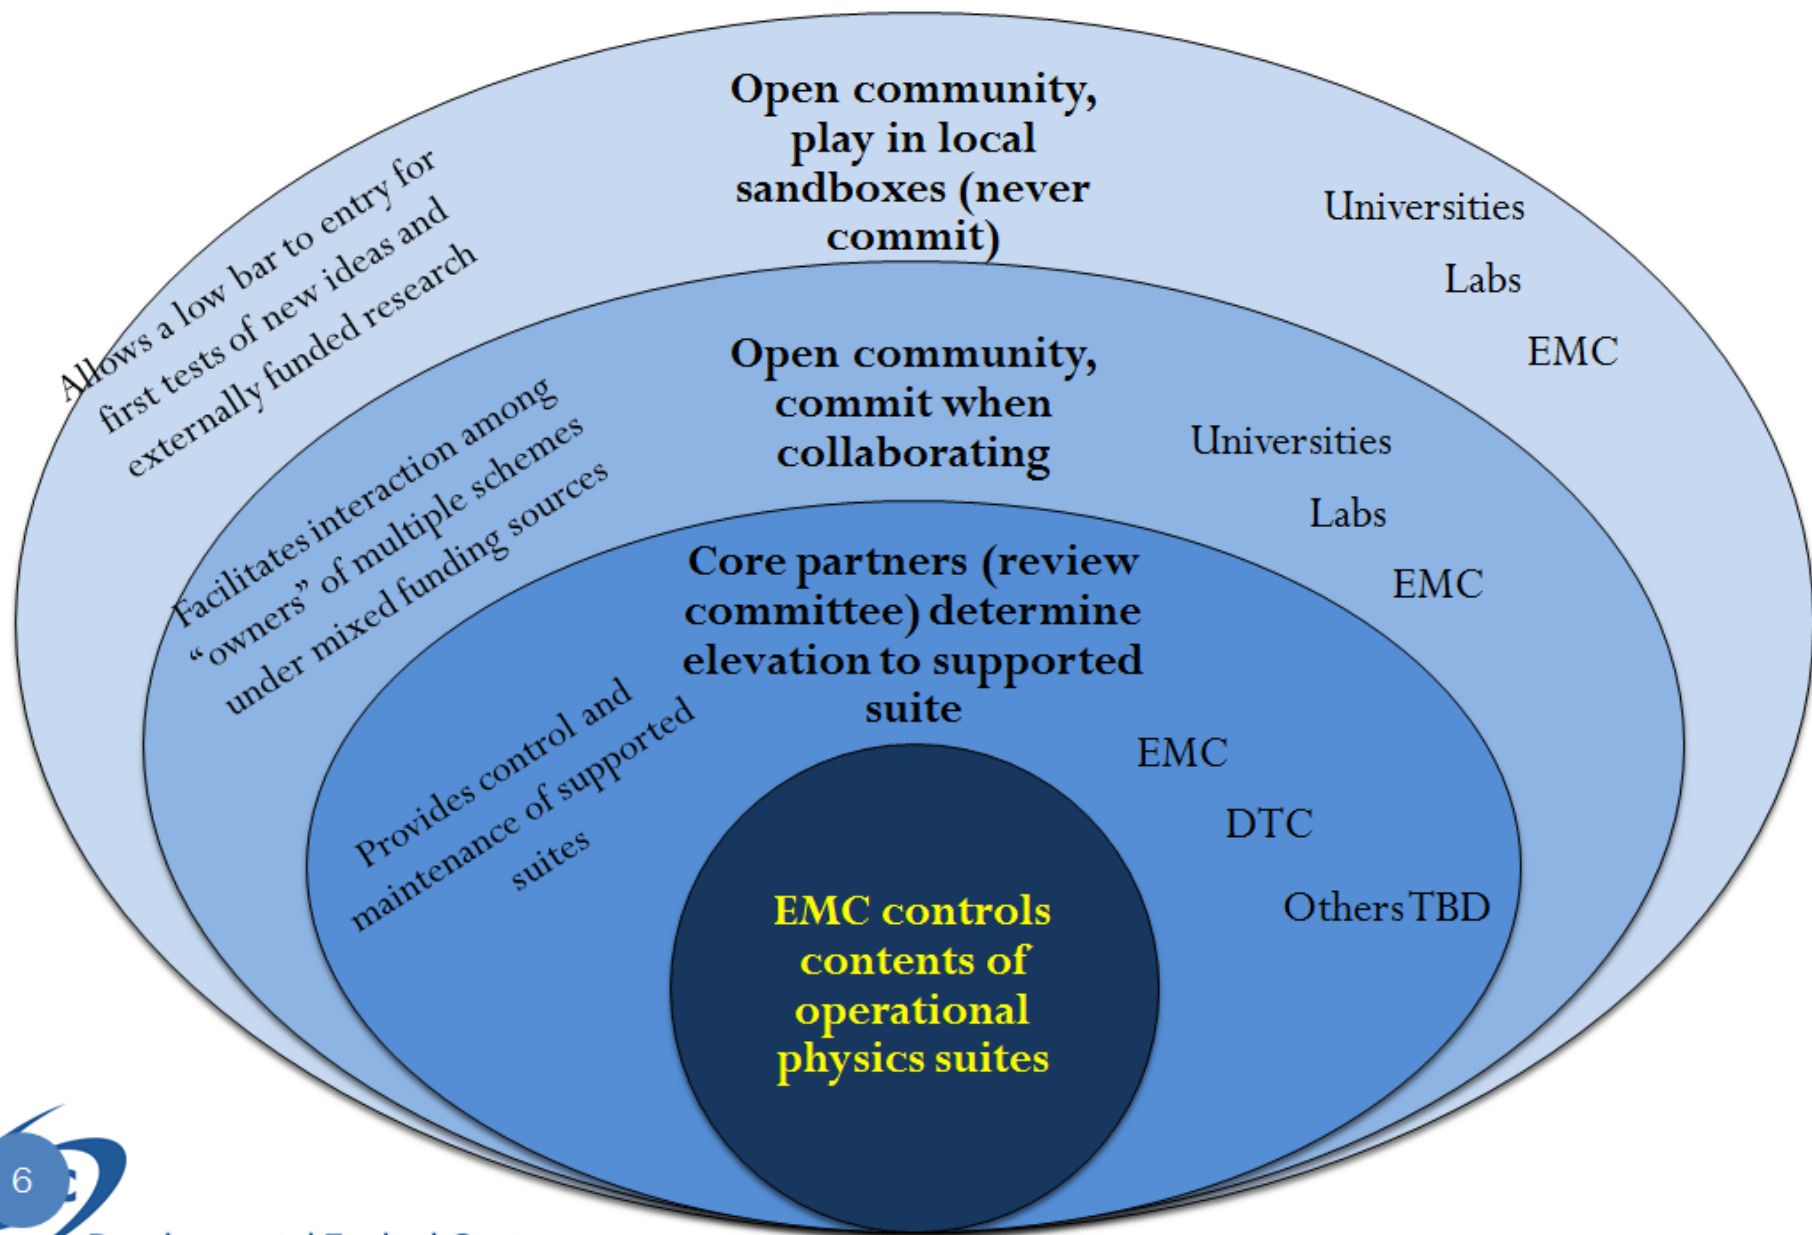 Open community,
play in local
sandboxes (never
commit)
Allows a low bar to entry for
first tests of new ideas and
externally funded research
Universities
Labs
EMC
Open community,
commit when
collaborating
Facilitates interaction among
“owners” of multiple schemes
under mixed funding sources
Universities
Labs
EMC
Core partners (review
committee) determine
elevation to supported
suite
Provides control and
maintenance of supported
suites
EMC
DTC
Others TBD
EMC controls
contents of
operational
physics suites
6